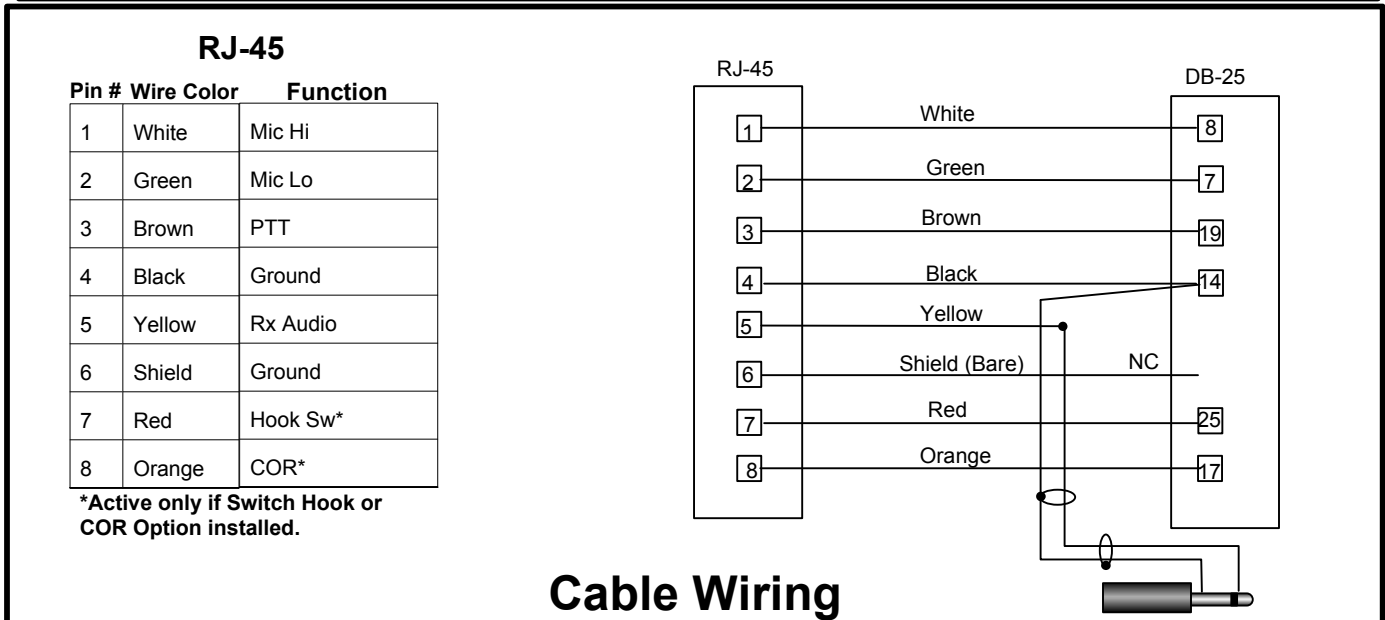 RJ-45
Pin # Wire Color Function
1 White Mic Hi
2 Green Mic Lo
3 Brown PTT
4 Black Ground
5 Yellow Rx Audio
6 Shield Ground
7 Red Hook Sw*
8 Orange COR*
*Active only if Switch Hook or
COR Option installed.
RJ-45 DB-25
1 White 8
2 Green 7
3 Brown 19
4 Black 14
5 Yellow
6 Shield (Bare) NC
7 Red 25
8 Orange 17
Cable Wiring